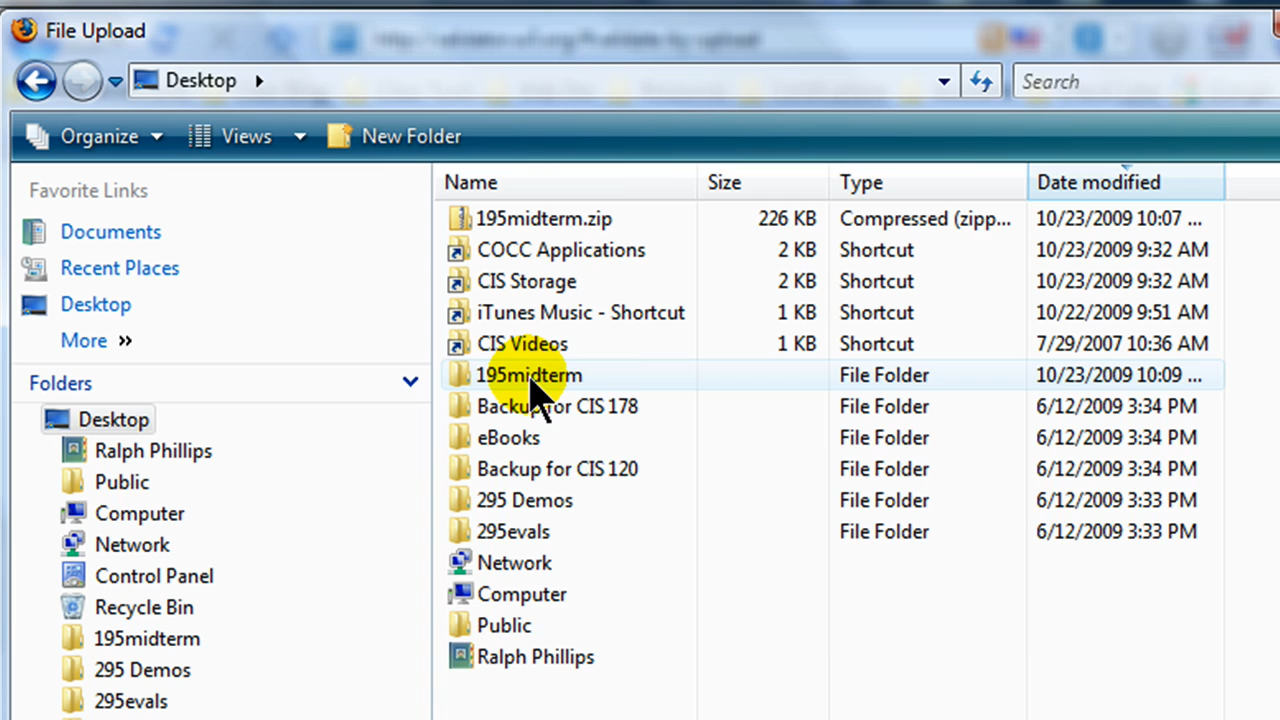 File Upload
Desktop
Search
Organize Views New Folder
Favorite Links
Documents
Recent Places
Desktop
More »
Folders
Desktop
Ralph Phillips
Public
Computer
Network
Control Panel
Recycle Bin
195midterm
295 Demos
295evals
Name Size Type Date modified
195midterm.zip 226 KB Compressed (zipp... 10/23/2009 10:07 ...
COCC Applications 2 KB Shortcut 10/23/2009 9:32 AM
CIS Storage 2 KB Shortcut 10/23/2009 9:32 AM
iTunes Music - Shortcut 1 KB Shortcut 10/22/2009 9:51 AM
CIS Videos 1 KB Shortcut 7/29/2007 10:36 AM
195midterm File Folder 10/23/2009 10:09 ...
Backup for CIS 178 File Folder 6/12/2009 3:34 PM
eBooks File Folder 6/12/2009 3:34 PM
Backup for CIS 120 File Folder 6/12/2009 3:34 PM
295 Demos File Folder 6/12/2009 3:33 PM
295evals File Folder 6/12/2009 3:33 PM
Network
Computer
Public
Ralph Phillips